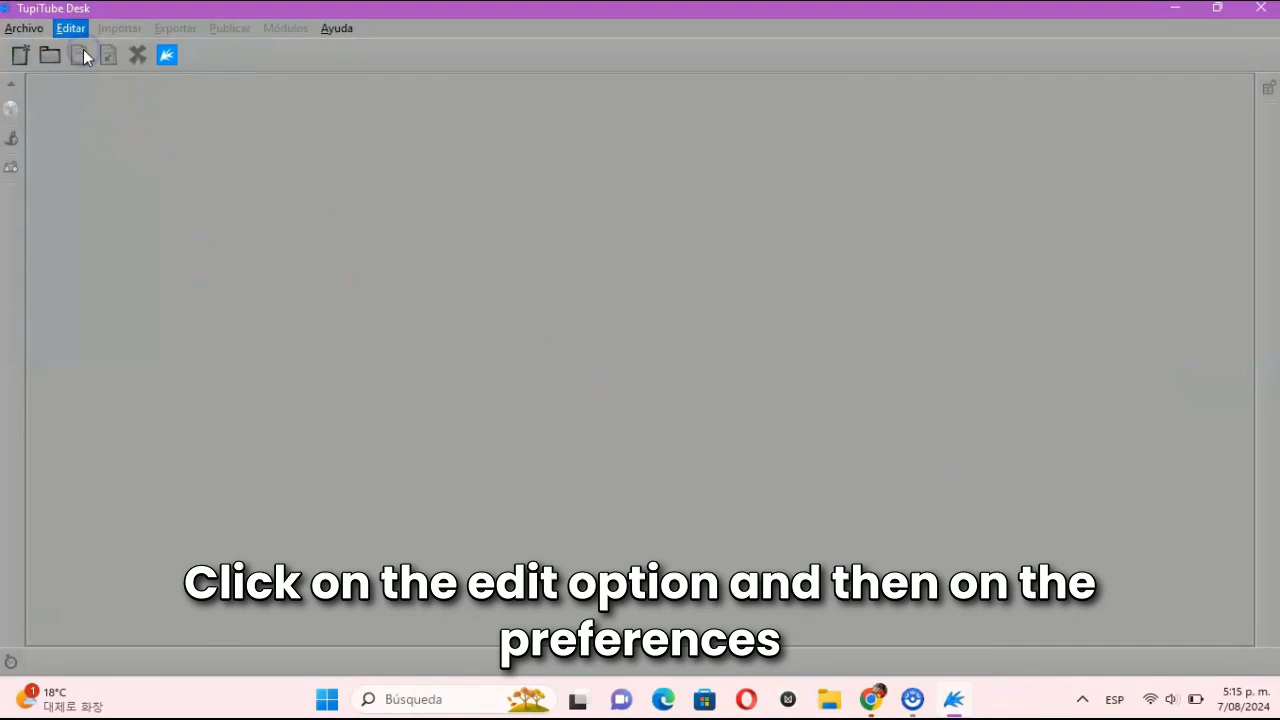 TupiTube Desk
Archivo Editar Importar Exportar Publicar Módulos Ayuda
Click on the edit option and then on the
preferences
1
18°C
대체로 화창
Búsqueda
ESP
5:15 p. m.
7/08/2024